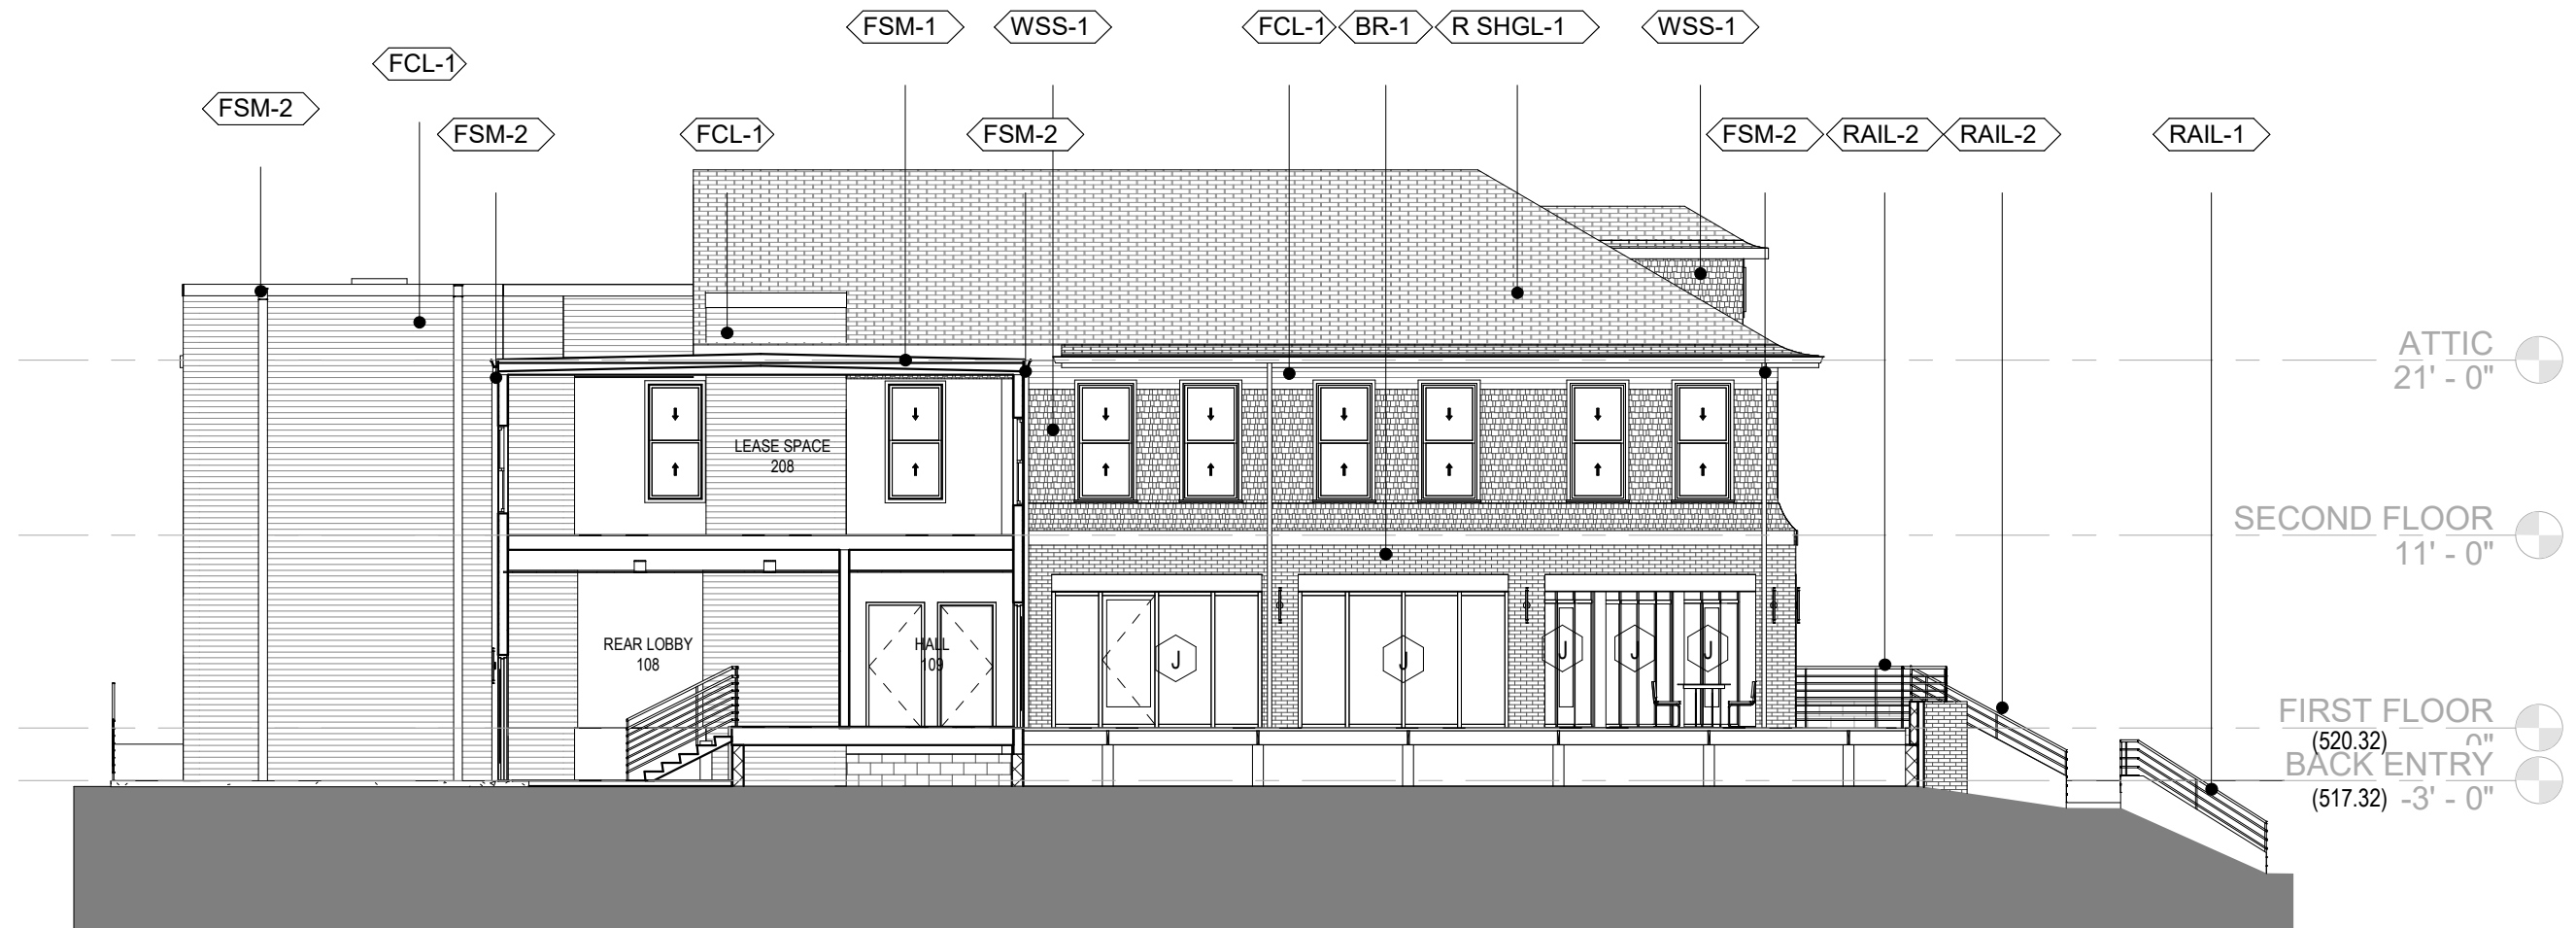 FSM-1
WSS-1
FCL-1
BR-1
R SHGL-1
WSS-1
FCL-1
FSM-2
FSM-2
FCL-1
FSM-2
FSM-2
RAIL-2
RAIL-2
RAIL-1
ATTIC
21' - 0"
LEASE SPACE
208
SECOND FLOOR
11' - 0"
REAR LOBBY
108
HALL
109
J
J
J
J
J
FIRST FLOOR
(520.32)
0"
BACK ENTRY
(517.32) -3' - 0"